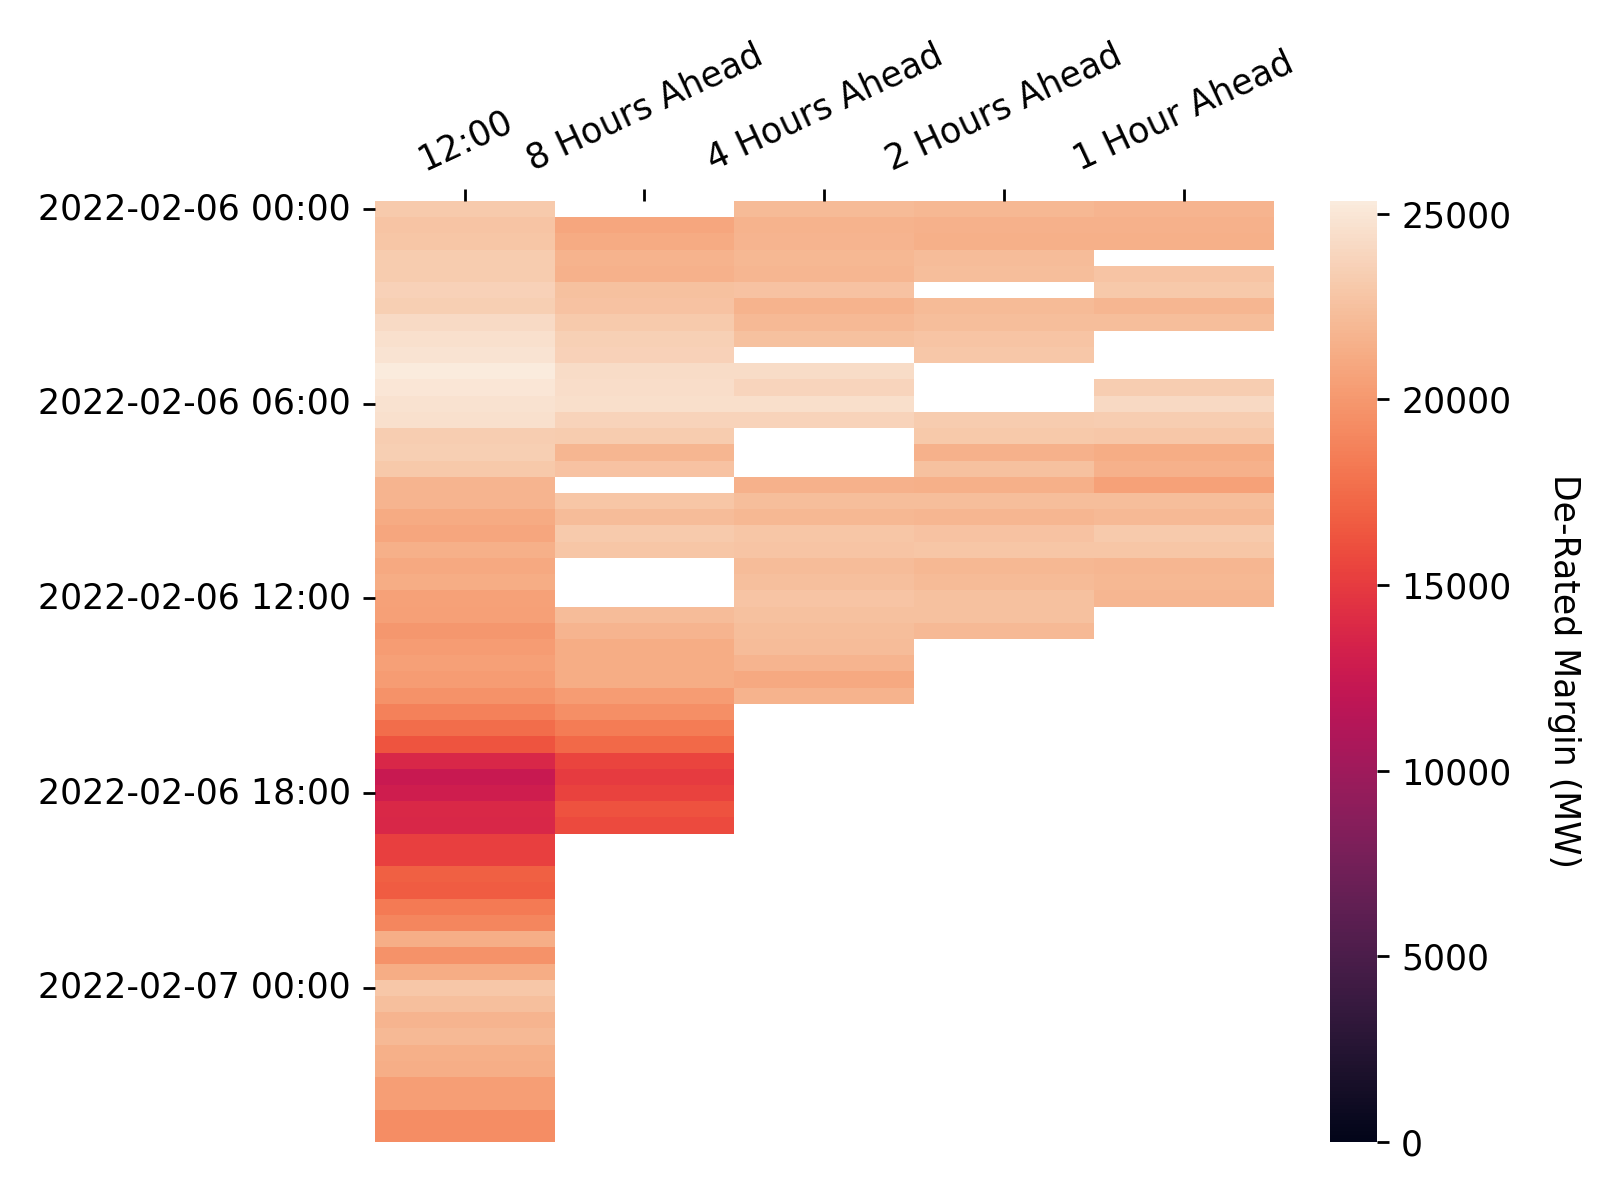 12:00
8 Hours Ahead
4 Hours Ahead
2 Hours Ahead
1 Hour Ahead
2022-02-06 00:00
2022-02-06 06:00
2022-02-06 12:00
2022-02-06 18:00
2022-02-07 00:00
25000
20000
15000
10000
5000
0
De-Rated Margin (MW)